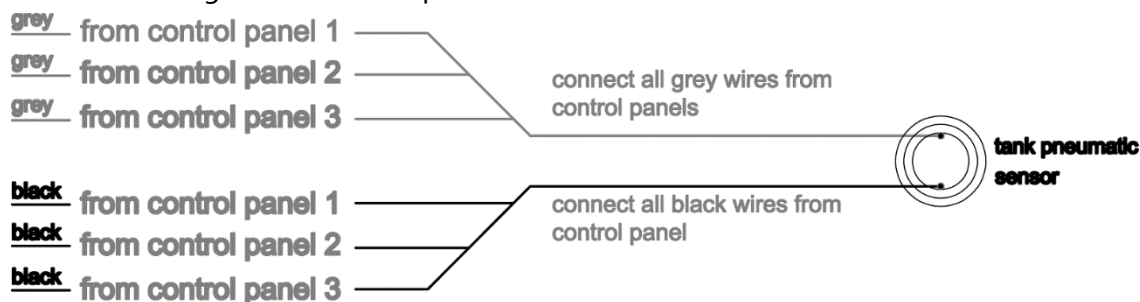 grey from control panel 1
grey from control panel 2
grey from control panel 3
connect all grey wires from
control panels
tank pneumatic
sensor
black from control panel 1
black from control panel 2
black from control panel 3
connect all black wires from
control panel